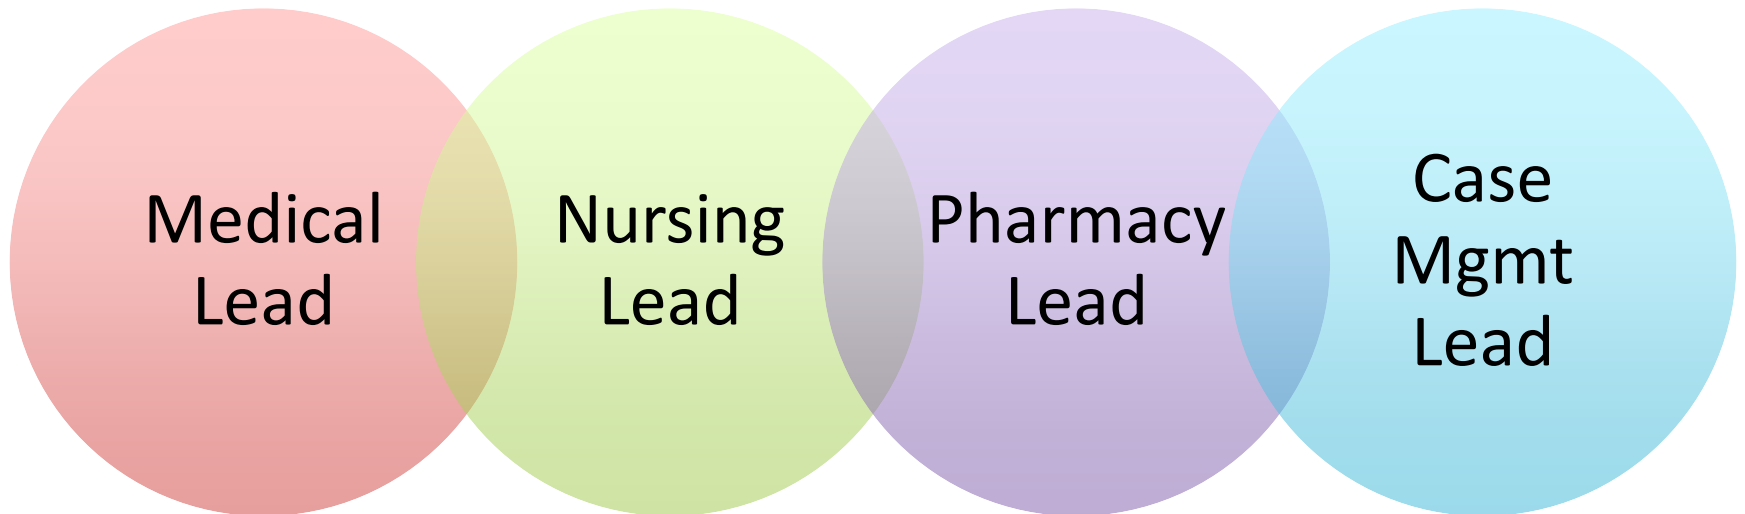 Medical
Lead
Nursing
Lead
Pharmacy
Lead
Case
Mgmt
Lead